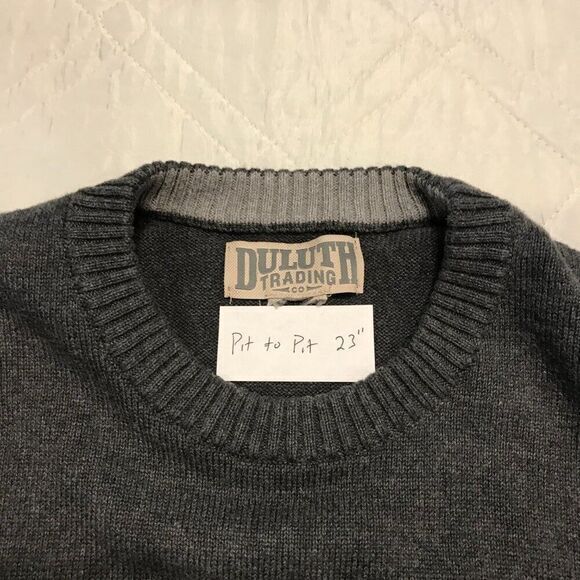 DULUTH
TRADING
CO
Pit to Pit 23"